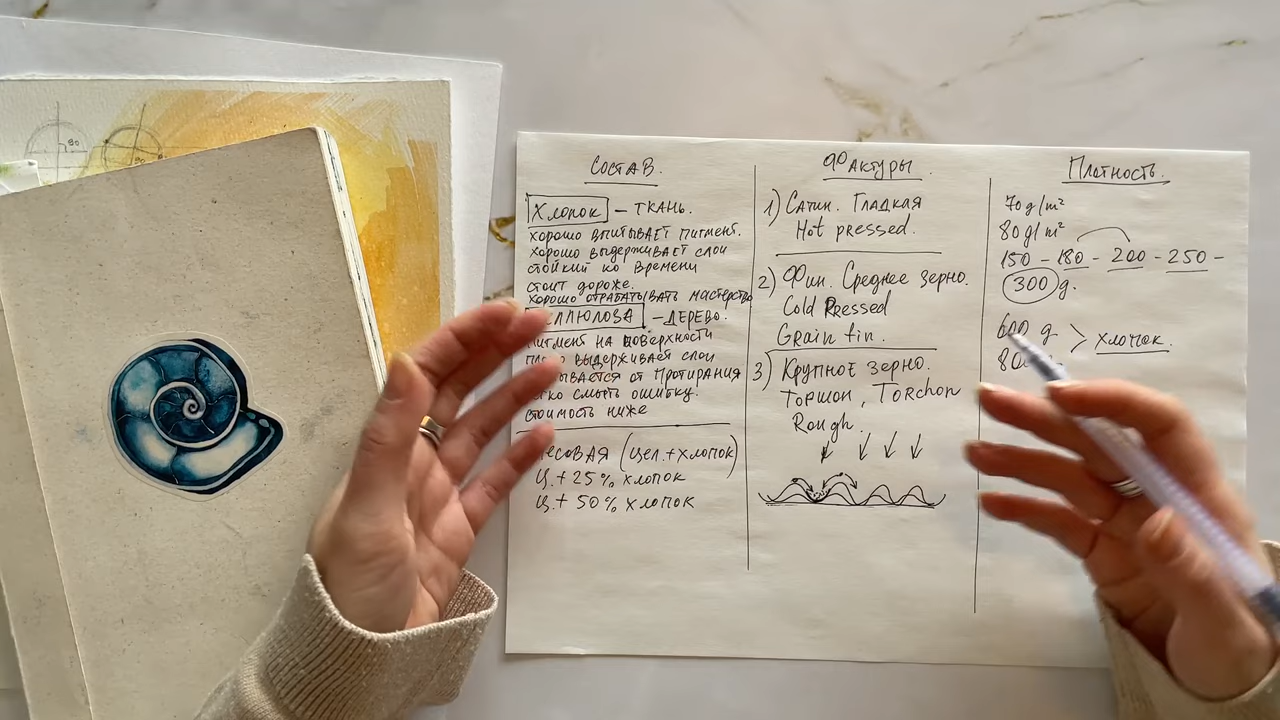 Состав.
Хлопок – ткань.
хорошо впитывает пигмент.
хорошо выдерживает слои
стойкий ко времени
стоит дороже.
хорошо отрабатывать мастерство
– дерево.
пигмент на поверхности
выдерживает слои
от протирания
смыть ошибку.
стоимость ниже
(цел.+хлопок)
Ц.+ 25% хлопок
Ц.+ 50% хлопок
Фактуры.
1) Сатин. Гладкая
Hot pressed.
2) Фин. Среднее зерно.
Cold Pressed
Grain fin.
3) Крупное зерно.
Торшон, Torchon
Rough.
Плотность.
70 g/m²
80 g/m²
150 – 180 – 200 – 250 –
300 g.
600 g > хлопок.
80